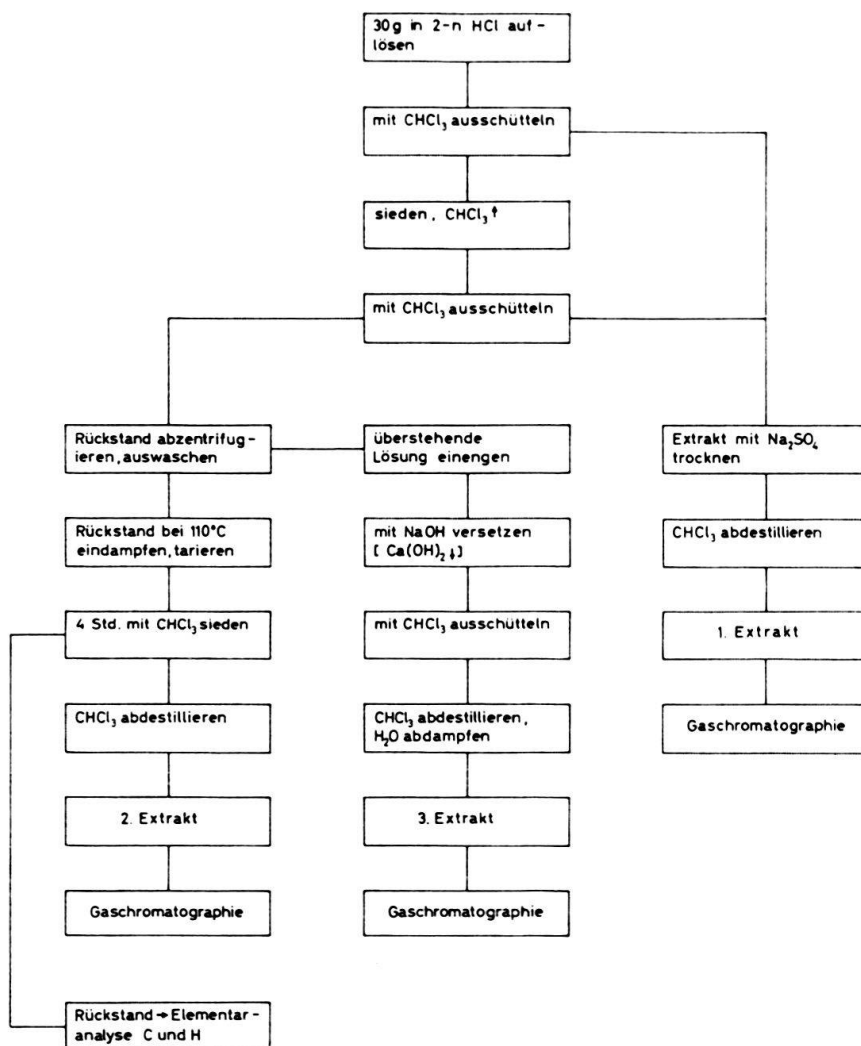 30g in 2-n HCl auf-
lösen
mit CHCl₃ ausschütteln
sieden, CHCl₃↑
mit CHCl₃ ausschütteln
Rückstand abzentrifug-
ieren, auswaschen
überstehende
Lösung einengen
Extrakt mit Na₂SO₄
trocknen
Rückstand bei 110°C
eindampfen, tarieren
mit NaOH versetzen
[ Ca(OH)₂↓]
CHCl₃ abdestillieren
4 Std. mit CHCl₃ sieden
mit CHCl₃ ausschütteln
1. Extrakt
CHCl₃ abdestillieren
CHCl₃ abdestillieren,
H₂O abdampfen
Gaschromatographie
2. Extrakt
3. Extrakt
Gaschromatographie
Gaschromatographie
Rückstand → Elementar-
analyse C und H